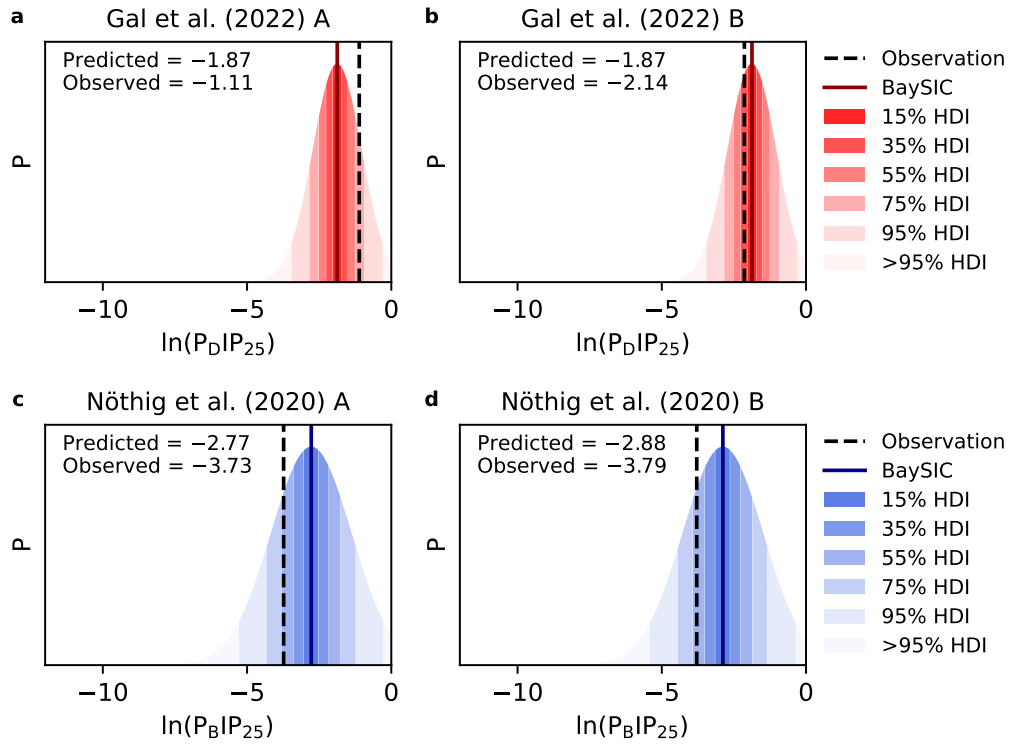 a
Gal et al. (2022) A
Predicted = −1.87
Observed = −1.11
P
−10
−5
0
ln(P_DIP_25)
b
Gal et al. (2022) B
Predicted = −1.87
Observed = −2.14
−10
−5
0
ln(P_DIP_25)
Observation
BaySIC
15% HDI
35% HDI
55% HDI
75% HDI
95% HDI
>95% HDI
c
Nöthig et al. (2020) A
Predicted = −2.77
Observed = −3.73
P
−10
−5
0
ln(P_BIP_25)
d
Nöthig et al. (2020) B
Predicted = −2.88
Observed = −3.79
P
−10
−5
0
ln(P_BIP_25)
Observation
BaySIC
15% HDI
35% HDI
55% HDI
75% HDI
95% HDI
>95% HDI